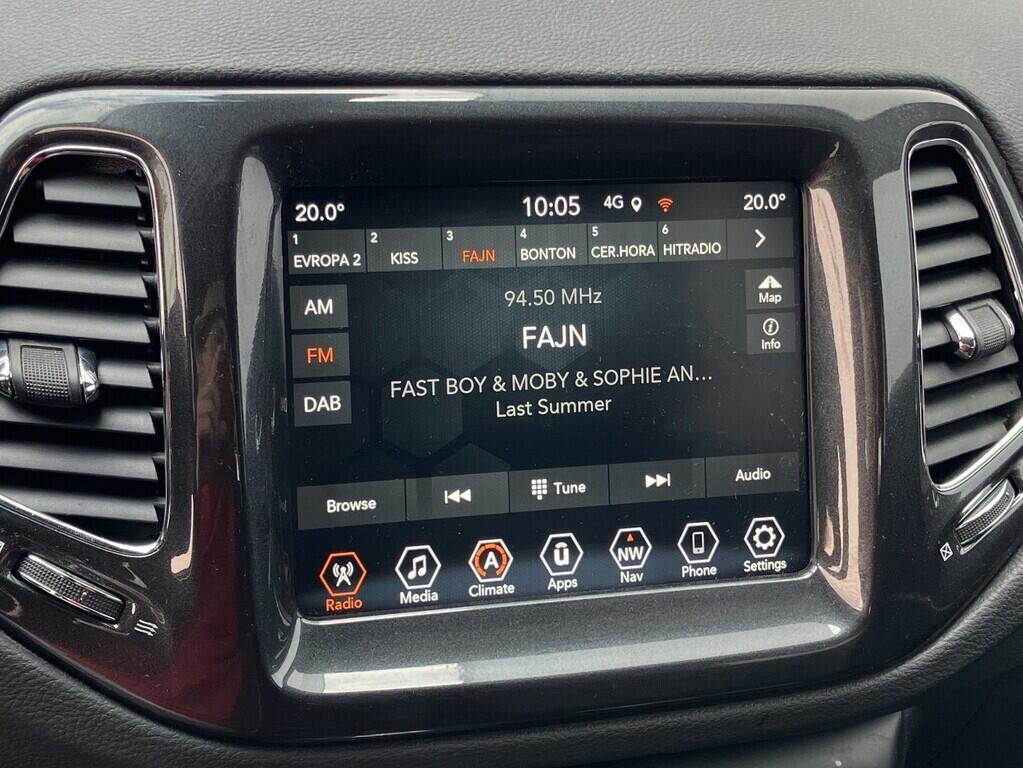 20.0° 10:05 4G 20.0°
1 2 3 4 5 6
EVROPA 2 KISS FAJN BONTON CER.HORA HITRADIO
AM
FM
DAB
94.50 MHz
FAJN
FAST BOY & MOBY & SOPHIE AN...
Last Summer
Map
i
Info
Browse Tune Audio
A ū NW
Radio Media Climate Apps Nav Phone Settings